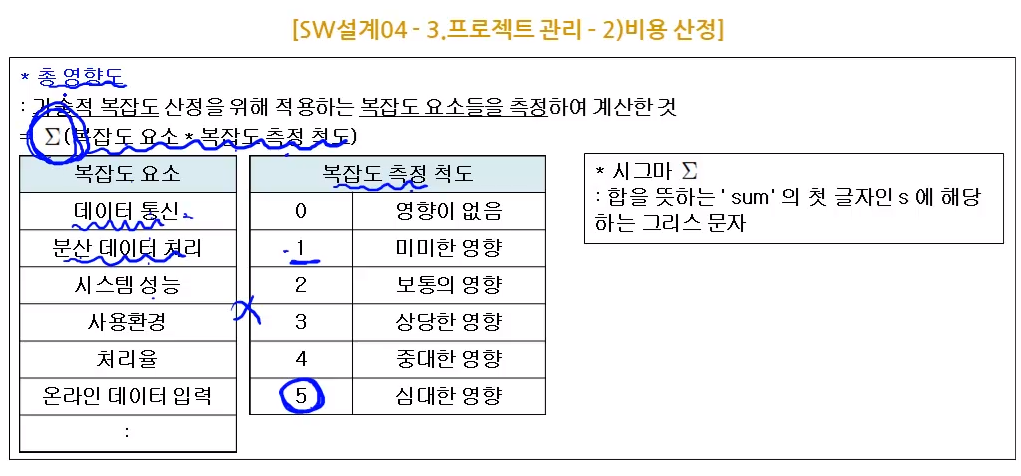 [SW설계04 - 3.프로젝트 관리 - 2)비용 산정]
* 총 영향도
: 기술적 복잡도 산정을 위해 적용하는 복잡도 요소들을 측정하여 계산한 것
= Σ(복잡도 요소 * 복잡도 측정 척도)
복잡도 요소
데이터 통신
분산 데이터 처리
시스템 성능
사용환경
처리율
온라인 데이터 입력
:
X
복잡도 측정 척도
0 영향이 없음
1 미미한 영향
2 보통의 영향
3 상당한 영향
4 중대한 영향
5 심대한 영향
* 시그마 Σ
: 합을 뜻하는 ' sum' 의 첫 글자인 s 에 해당
하는 그리스 문자